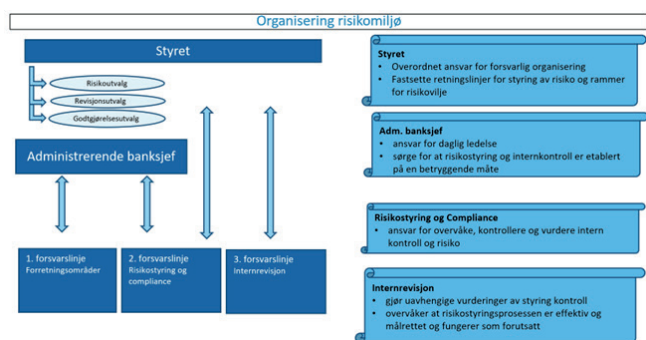 Organisering risikomiljø
Styret
Risikoutvalg
Revisjonsutvalg
Godtgjørelsesutvalg
Administrerende banksjef
1. forsvarslinje
Forretningsområder
2. forsvarslinje
Risikostyring og
compliance
3. forsvarslinje
Internrevisjon
Styret
• Overordnet ansvar for forsvarlig organisering
• Fastsette retningslinjer for styring av risiko og rammer
for risikovilje
Adm. banksjef
• ansvar for daglig ledelse
• sørge for at risikostyring og internkontroll er etablert
på en betryggende måte
Risikostyring og Compliance
• ansvar for overvåke, kontrollere og vurdere intern
kontroll og risiko
Internrevisjon
• gjør uavhengige vurderinger av styring kontroll
• overvåker at risikostyringsprosessen er effektiv og
målrettet og fungerer som forutsatt